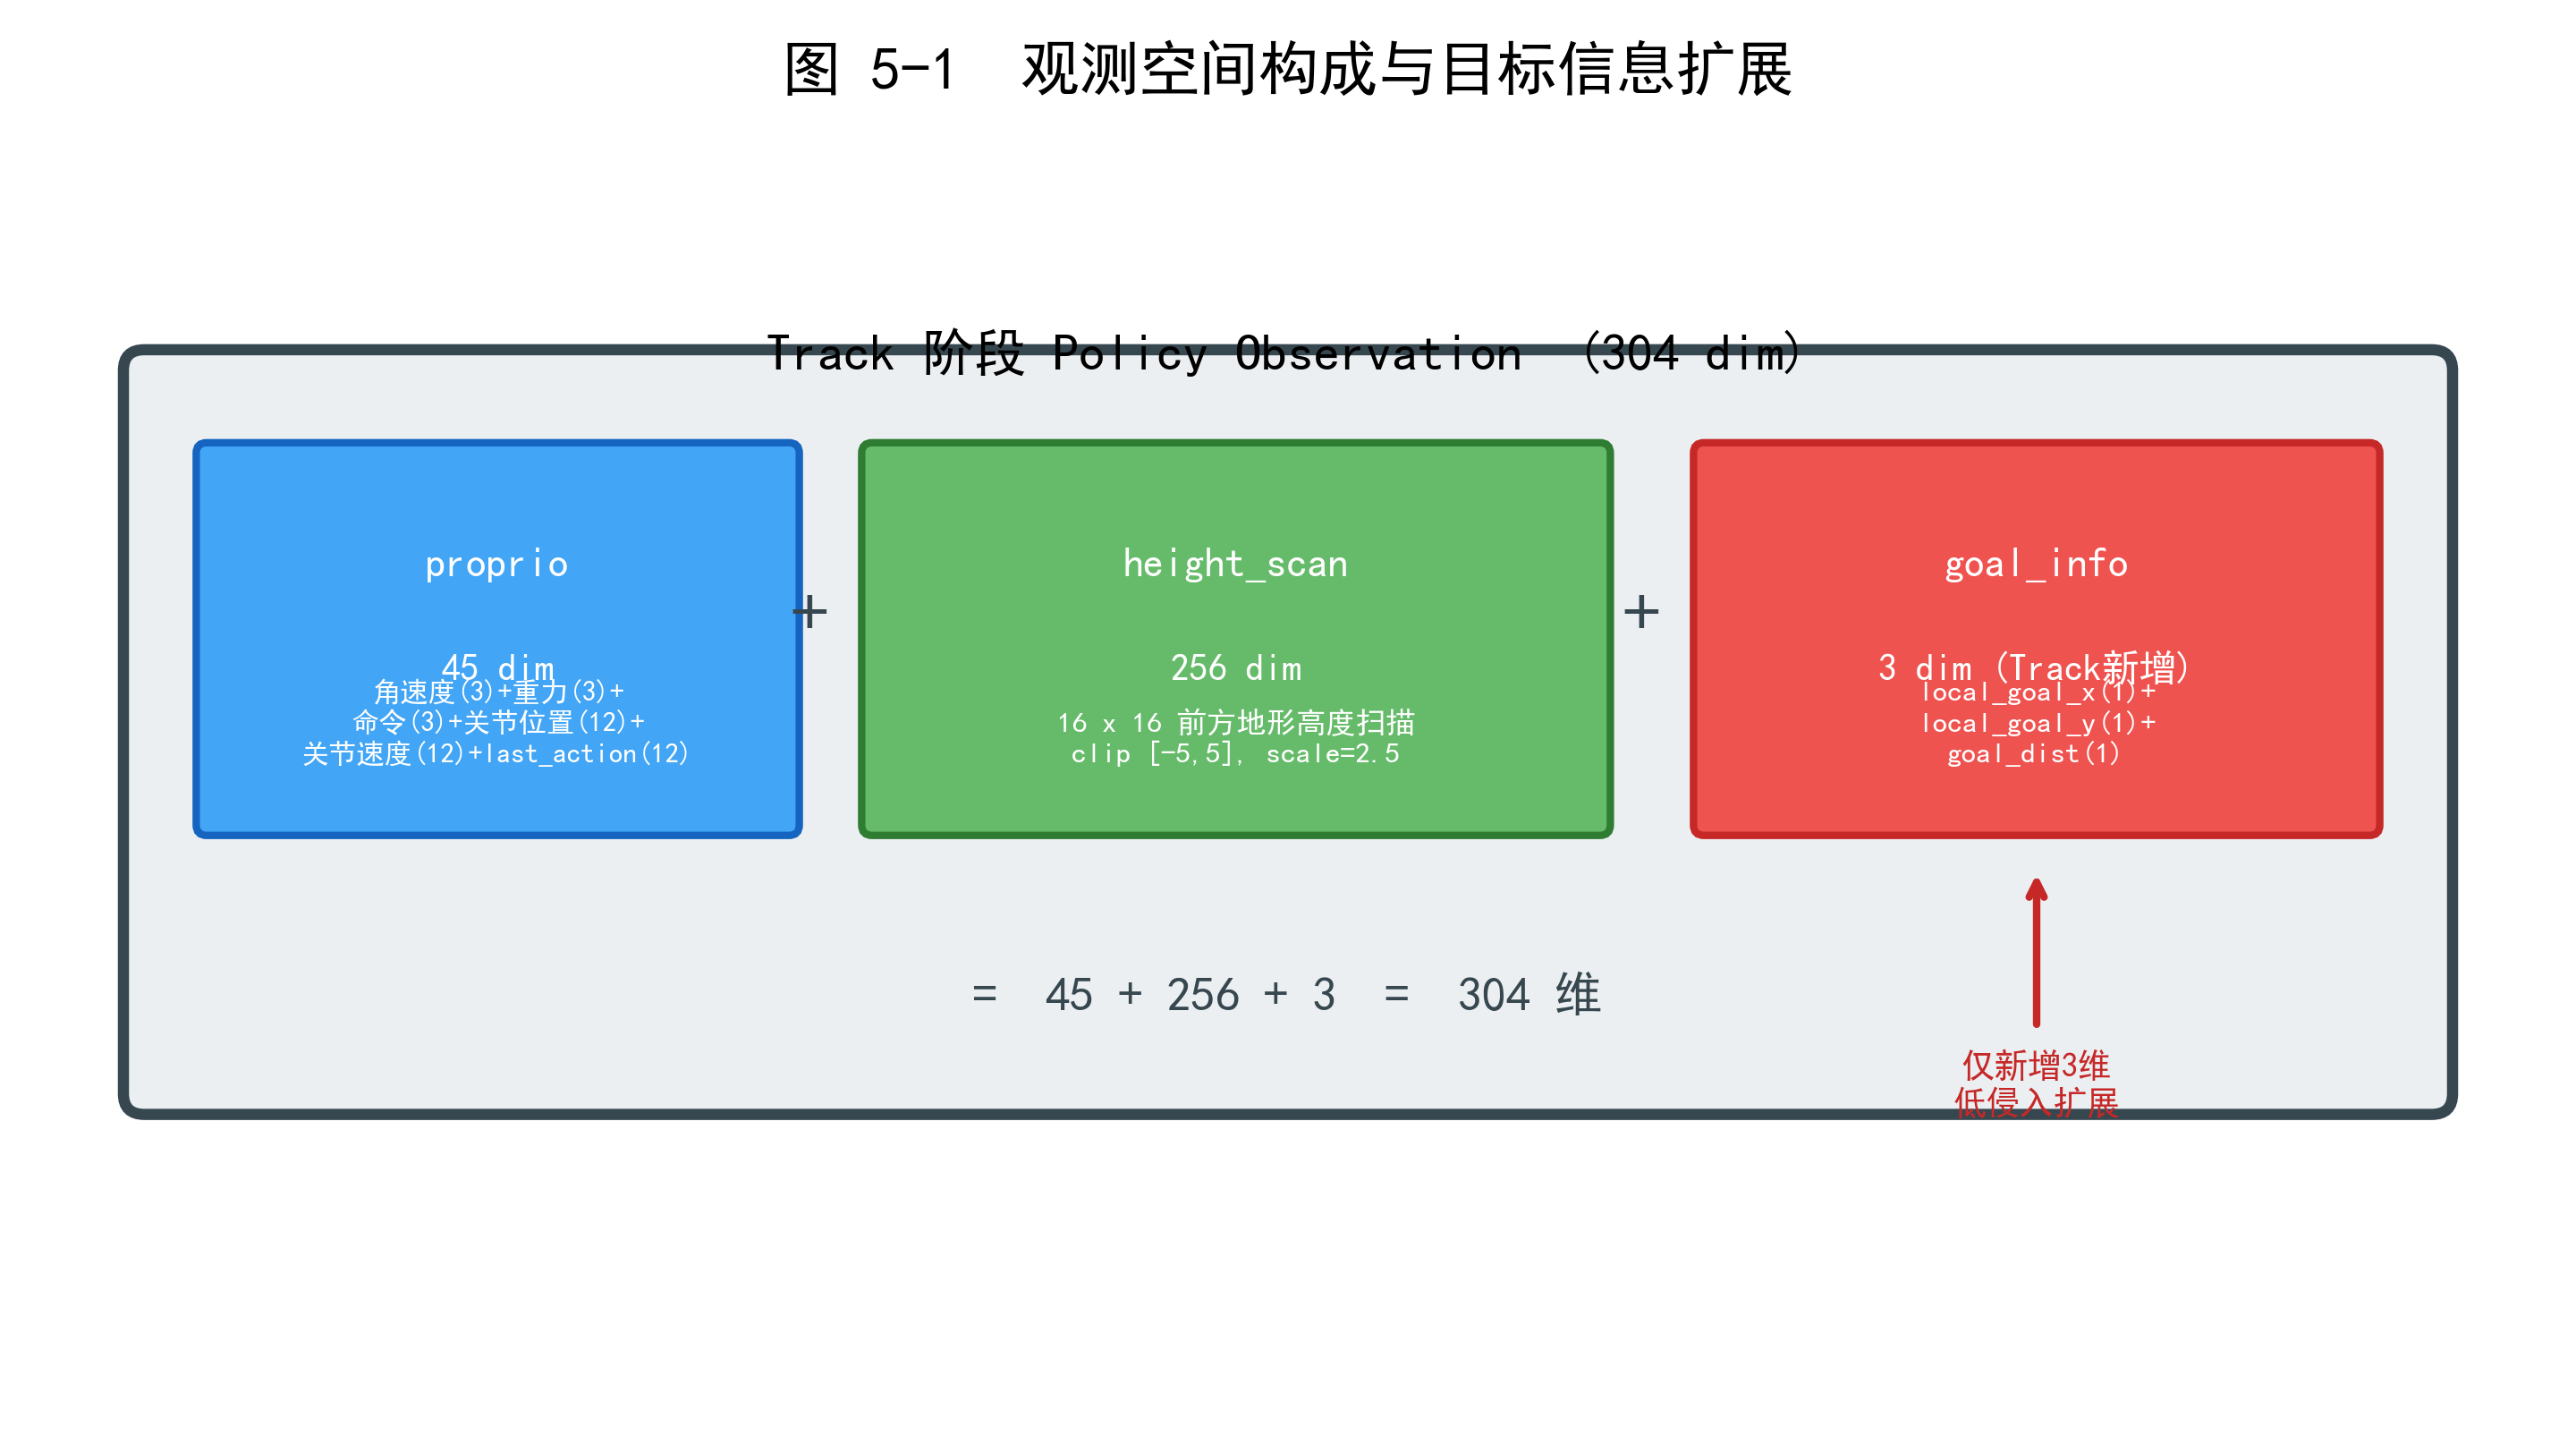 图 5-1  观测空间构成与目标信息扩展
Track 阶段 Policy Observation  (304 dim)
proprio
45 dim
角速度(3)+重力(3)+
命令(3)+关节位置(12)+
关节速度(12)+last_action(12)
+
height_scan
256 dim
16 x 16 前方地形高度扫描
clip [-5,5], scale=2.5
+
goal_info
3 dim (Track新增)
local_goal_x(1)+
local_goal_y(1)+
goal_dist(1)
=  45 + 256 + 3  =  304 维
仅新增3维
低侵入扩展